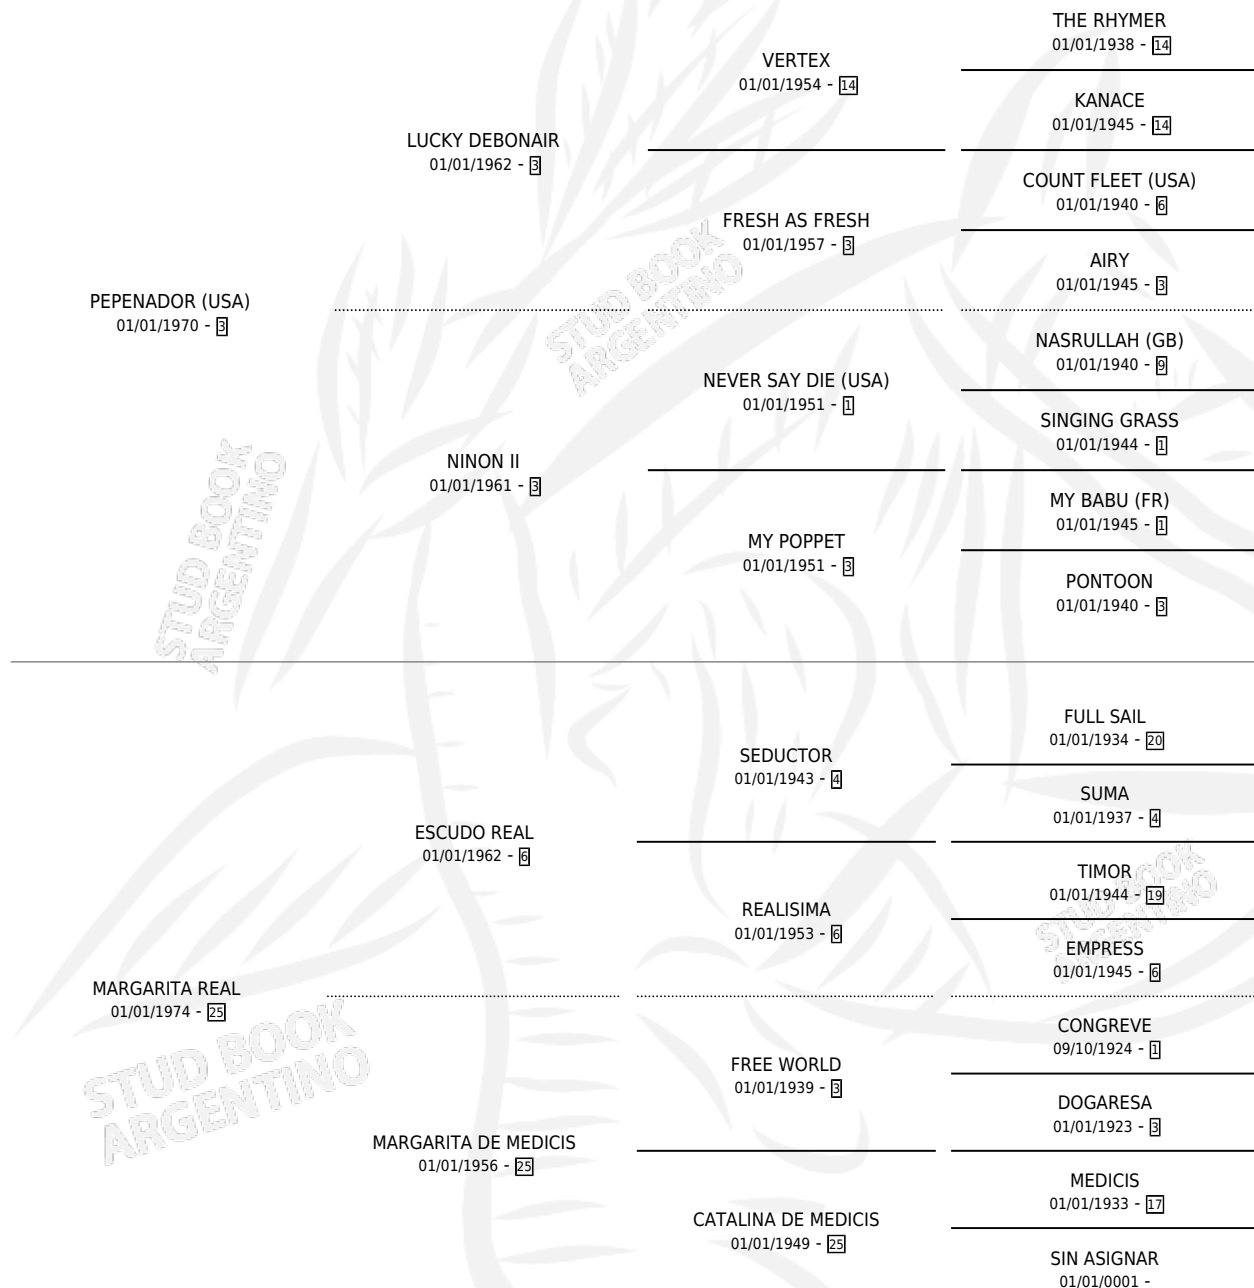 THE RHYMER
01/01/1938 - 14
VERTEX
01/01/1954 - 14
KANACE
01/01/1945 - 14
LUCKY DEBONAIR
01/01/1962 - 3
COUNT FLEET (USA)
01/01/1940 - 6
FRESH AS FRESH
01/01/1957 - 3
AIRY
01/01/1945 - 3
PEPENADOR (USA)
01/01/1970 - 3
NASRULLAH (GB)
01/01/1940 - 9
NEVER SAY DIE (USA)
01/01/1951 - 1
SINGING GRASS
01/01/1944 - 1
NINON II
01/01/1961 - 3
MY BABU (FR)
01/01/1945 - 1
MY POPPET
01/01/1951 - 3
PONTOON
01/01/1940 - 3
FULL SAIL
01/01/1934 - 20
SEDUCTOR
01/01/1943 - 4
SUMA
01/01/1937 - 4
ESCUDO REAL
01/01/1962 - 6
TIMOR
01/01/1944 - 19
REALISIMA
01/01/1953 - 6
EMPRESS
01/01/1945 - 6
MARGARITA REAL
01/01/1974 - 25
CONGREVE
09/10/1924 - 1
FREE WORLD
01/01/1939 - 3
DOGARESA
01/01/1923 - 3
MARGARITA DE MEDICIS
01/01/1956 - 25
MEDICIS
01/01/1933 - 17
CATALINA DE MEDICIS
01/01/1949 - 25
SIN ASIGNAR
01/01/0001 -
STUD BOOK
ARGENTINO
STUD BOOK
ARGENTINO
STUD BOOK
ARGENTINO
STUD BOOK
ARGENTINO